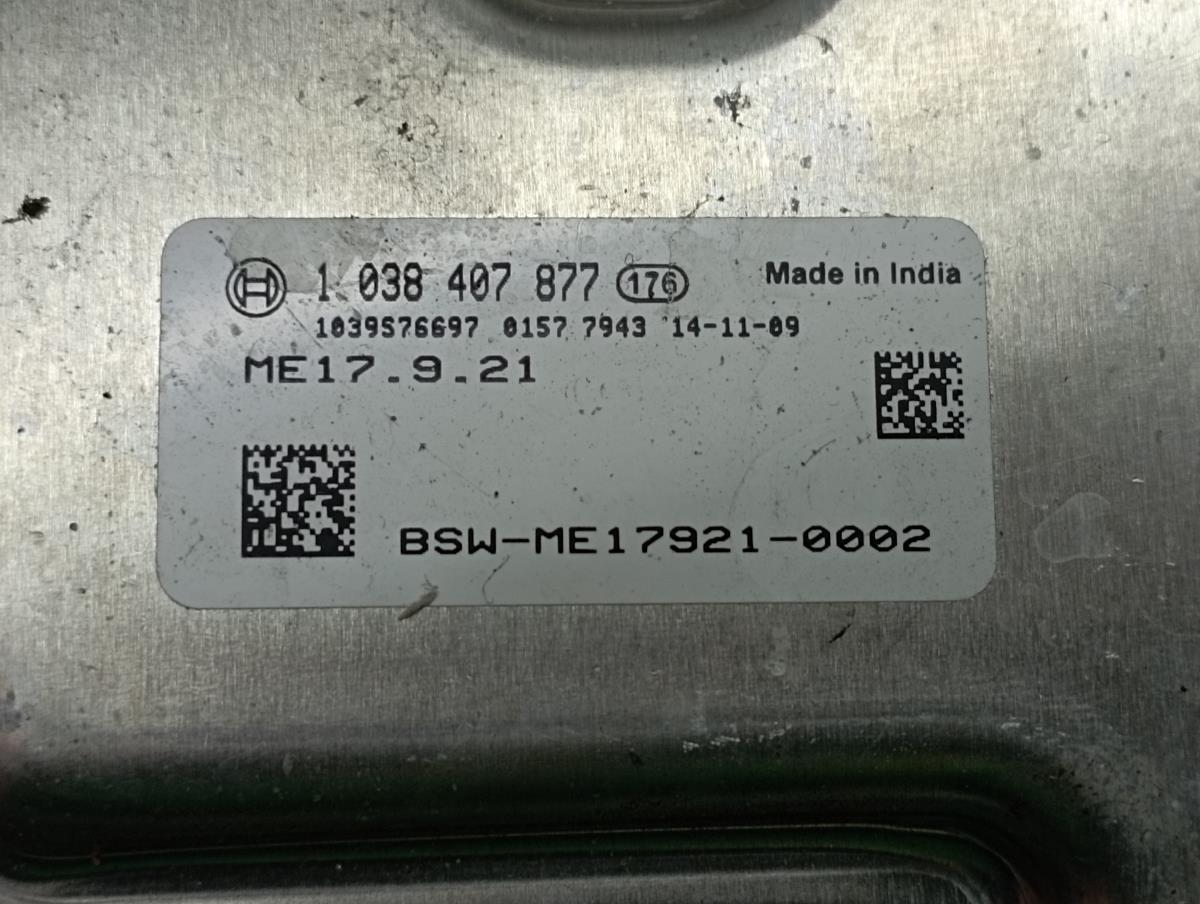 1 038 407 877 176 Made in India
1039S76697 0157 7943 14-11-09
ME17.9.21
BSW-ME17921-0002